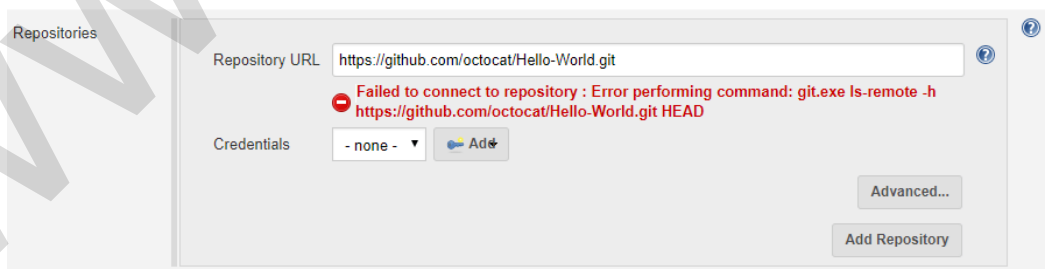 Repositories
Repository URL https://github.com/octocat/Hello-World.git
Failed to connect to repository : Error performing command: git.exe ls-remote -h
https://github.com/octocat/Hello-World.git HEAD
Credentials - none - Add
Advanced...
Add Repository